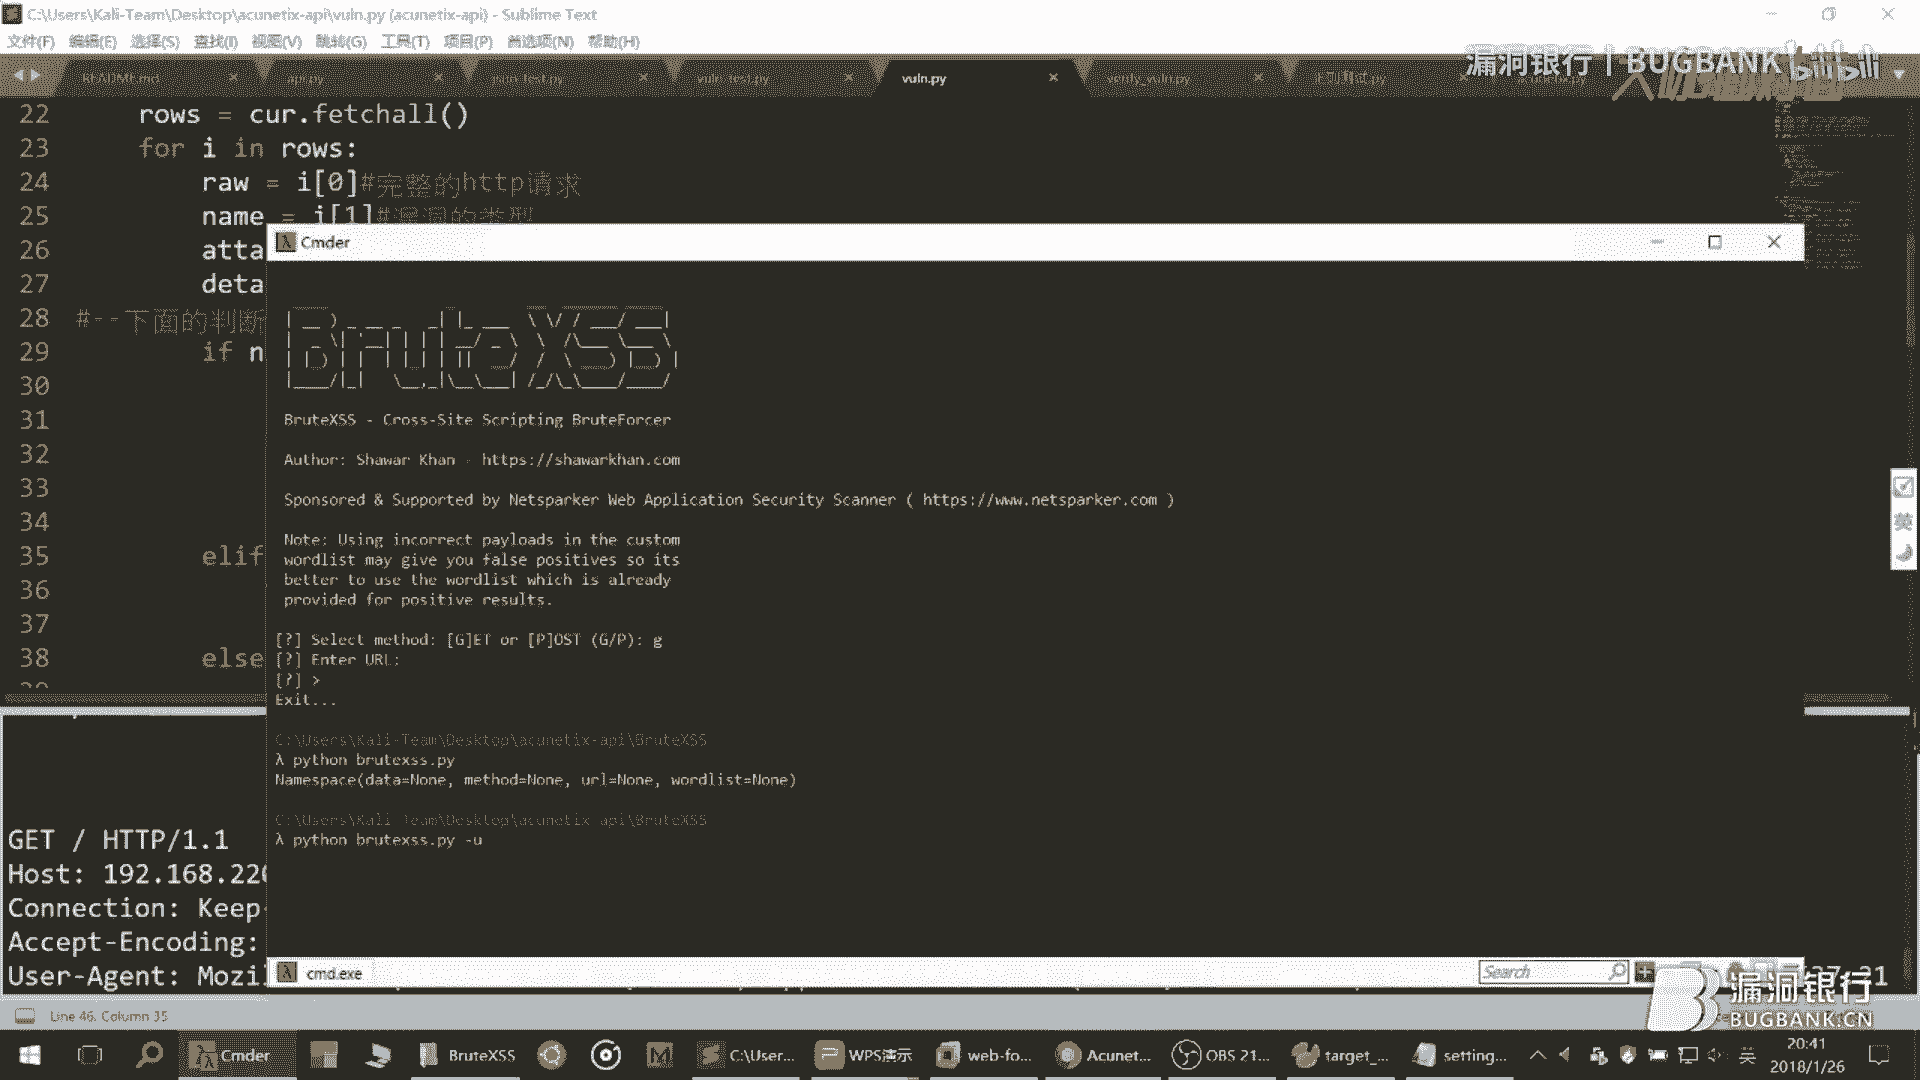 C:\Users\Kali-Team\Desktop\acunetix-api\vuln.py (acunetix-api) - Sublime Text
文件(F) 编辑(E) 选择(S) 查找(I) 视图(V) 跳转(G) 工具(T) 项目(P) 首选项(N) 帮助(H)
漏洞银行 | BUGBANK bilibili
README.md api.py vuln_test.py vuln.py verify_vuln.py
22 rows = cur.fetchall()
23 for i in rows:
24 raw = i[0]#完整的http请求
25 name = i[1]#漏洞的类型
26 atta
27 deta
28 #--下面的判断
29 if n
30
31
32
33
34
35 elif
36
37
38 else
39
Cmder
BruteXSS
BruteXSS - Cross-Site Scripting BruteForcer
Author: Shawar Khan - https://shawarkhan.com
Sponsored & Supported by Netsparker Web Application Security Scanner ( https://www.netsparker.com )
Note: Using incorrect payloads in the custom
wordlist may give you false positives so its
better to use the wordlist which is already
provided for positive results.
[?] Select method: [G]ET or [P]OST (G/P): g
[?] Enter URL:
[?] >
Exit...
C:\Users\Kali-Team\Desktop\acunetix-api\BruteXSS
λ python brutexss.py
Namespace(data=None, method=None, url=None, wordlist=None)
C:\Users\Kali-Team\Desktop\acunetix-api\BruteXSS
λ python brutexss.py -u
cmd.exe
Search
GET / HTTP/1.1
Host: 192.168.220
Connection: Keep-
Accept-Encoding:
User-Agent: Mozil
漏洞银行
BUGBANK.CN
Line 46, Column 35
英
Cmder BruteXSS C:\User... WPS演示 web-fo... Acunet... OBS 21... target_... setting... 英
20:41
2018/1/26